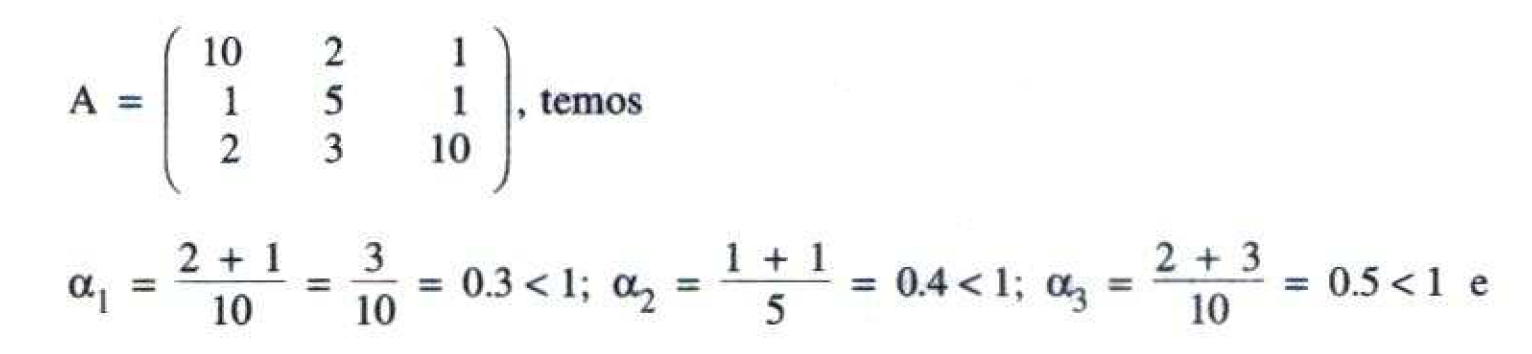 10 2 1
A = 1 5 1 , temos
2 3 10
α₁ = (2 + 1)/10 = 3/10 = 0.3 < 1; α₂ = (1 + 1)/5 = 0.4 < 1; α₃ = (2 + 3)/10 = 0.5 < 1 e